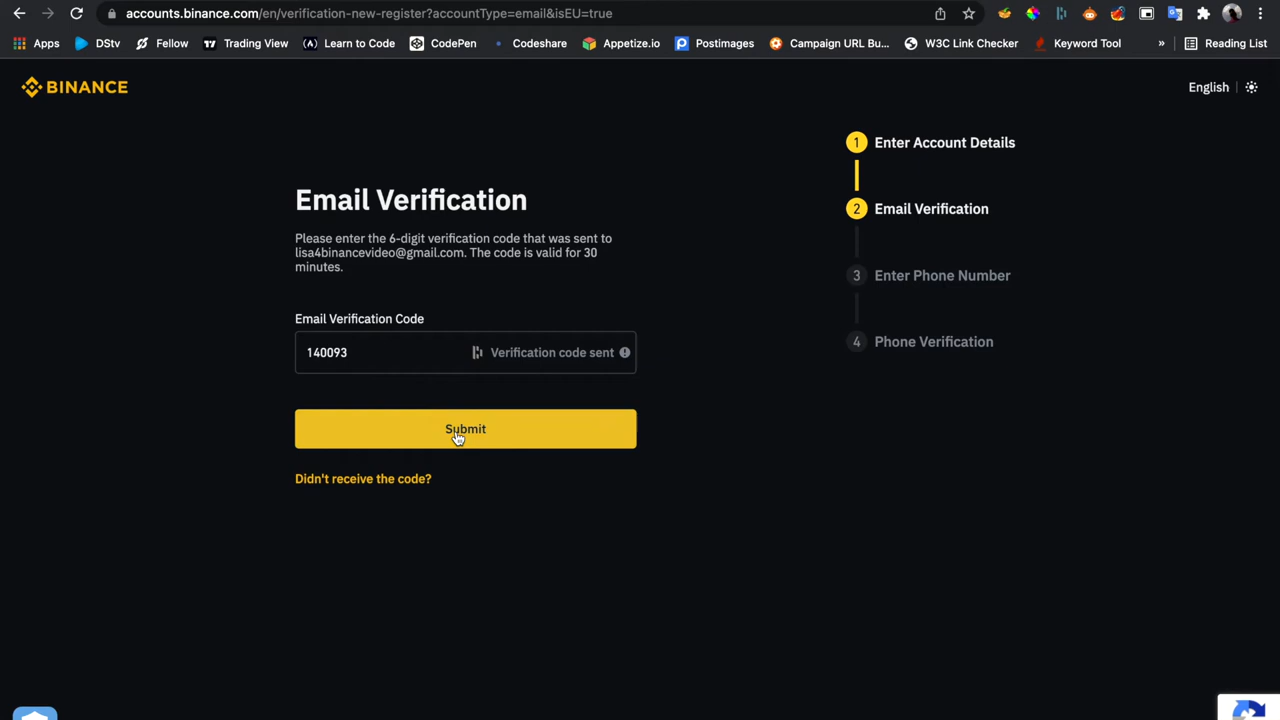 accounts.binance.com/en/verification-new-register?accountType=email&isEU=true
Apps DStv Fellow Trading View Learn to Code CodePen Codeshare Appetize.io Postimages Campaign URL Bu... W3C Link Checker Keyword Tool » Reading List
BINANCE
English
1 Enter Account Details
Email Verification
2 Email Verification
Please enter the 6-digit verification code that was sent to
lisa4binancevideo@gmail.com. The code is valid for 30
minutes.
3 Enter Phone Number
Email Verification Code
4 Phone Verification
140093 Verification code sent
Submit
Didn't receive the code?